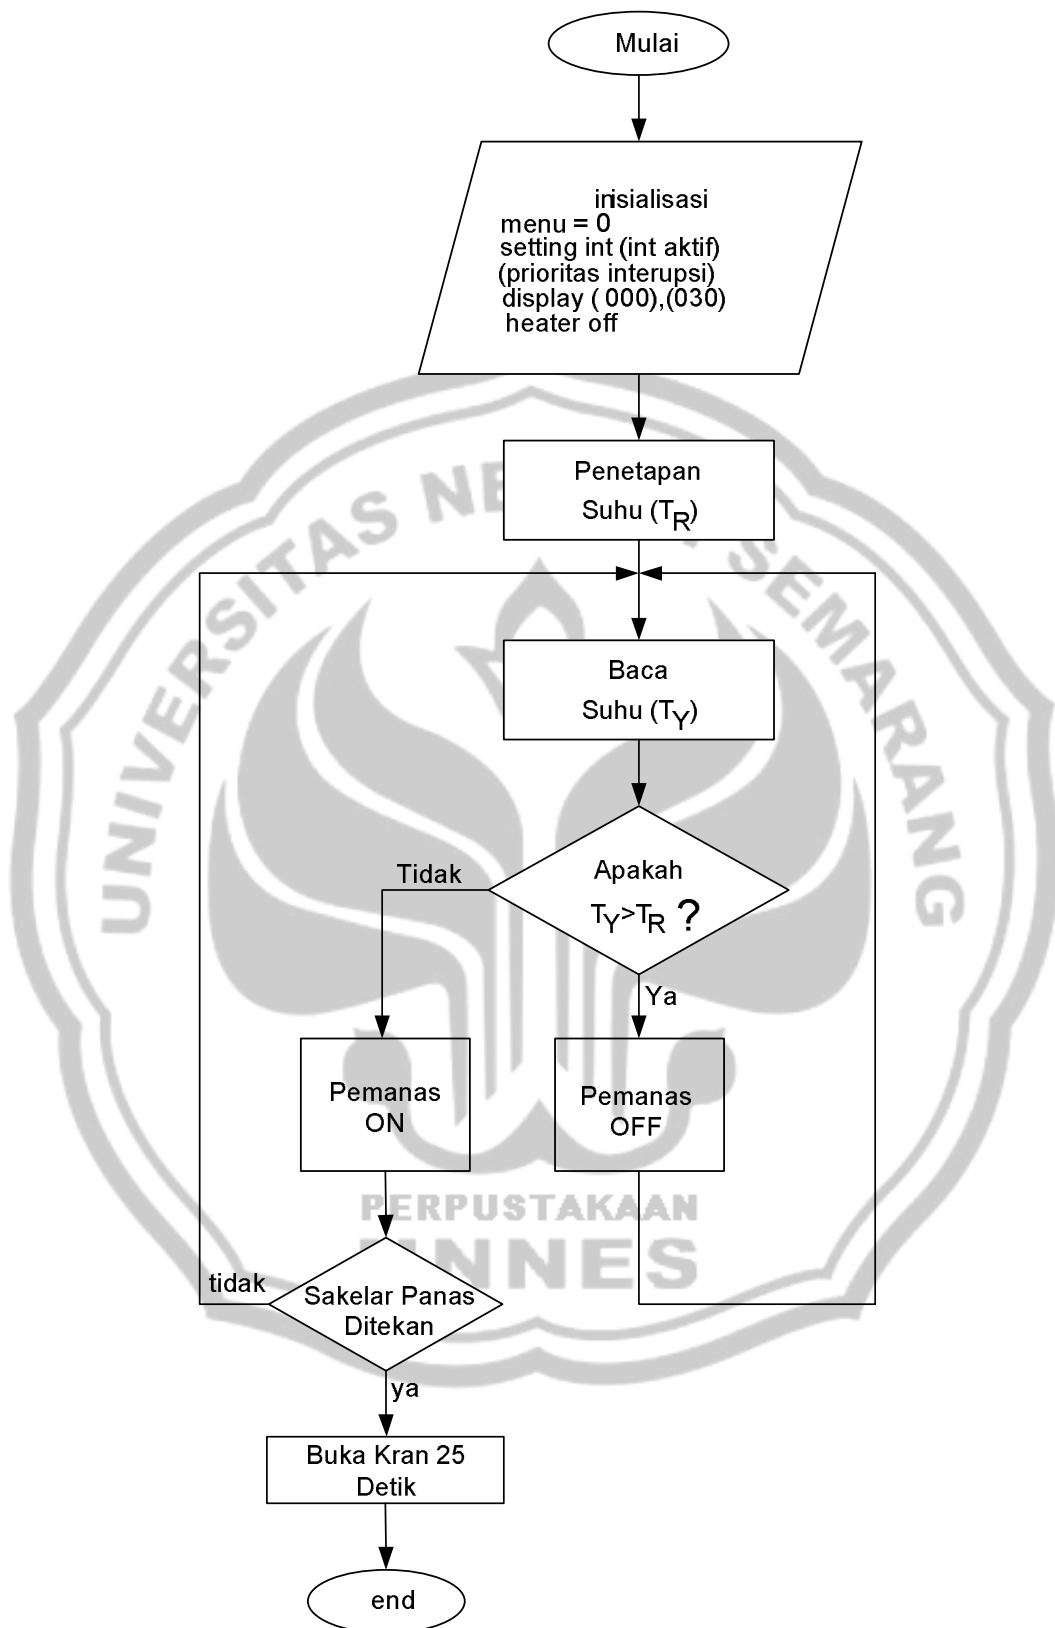 Mulai
inisialisasi
menu = 0
setting int (int aktif)
(prioritas interupsi)
display ( 000),(030)
heater off
Penetapan
Suhu (TR)
Baca
Suhu (TY)
Tidak
Apakah
TY>TR ?
Ya
Pemanas
ON
Pemanas
OFF
tidak
Sakelar Panas
Ditekan
ya
Buka Kran 25
Detik
end
UNIVERSITAS NE SEMARANG
PERPUSTAKAAN
UNNES